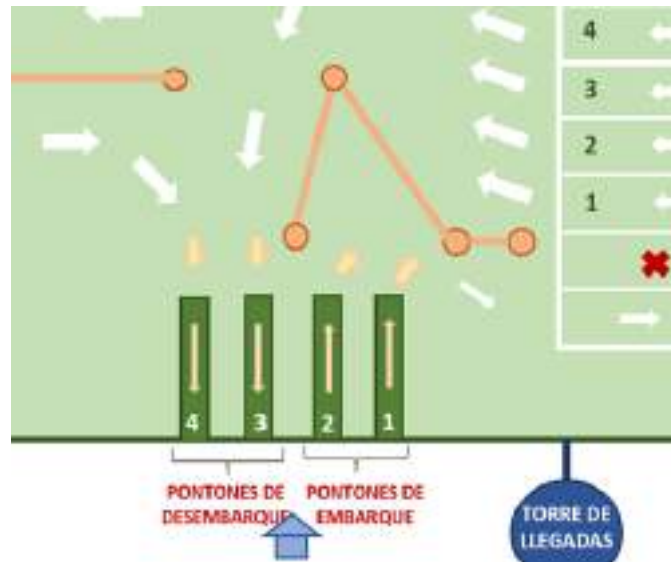 4
3
2
1
4 3 2 1
PONTONES DE
DESEMBARQUE
PONTONES DE
EMBARQUE
TORRE DE
LLEGADAS